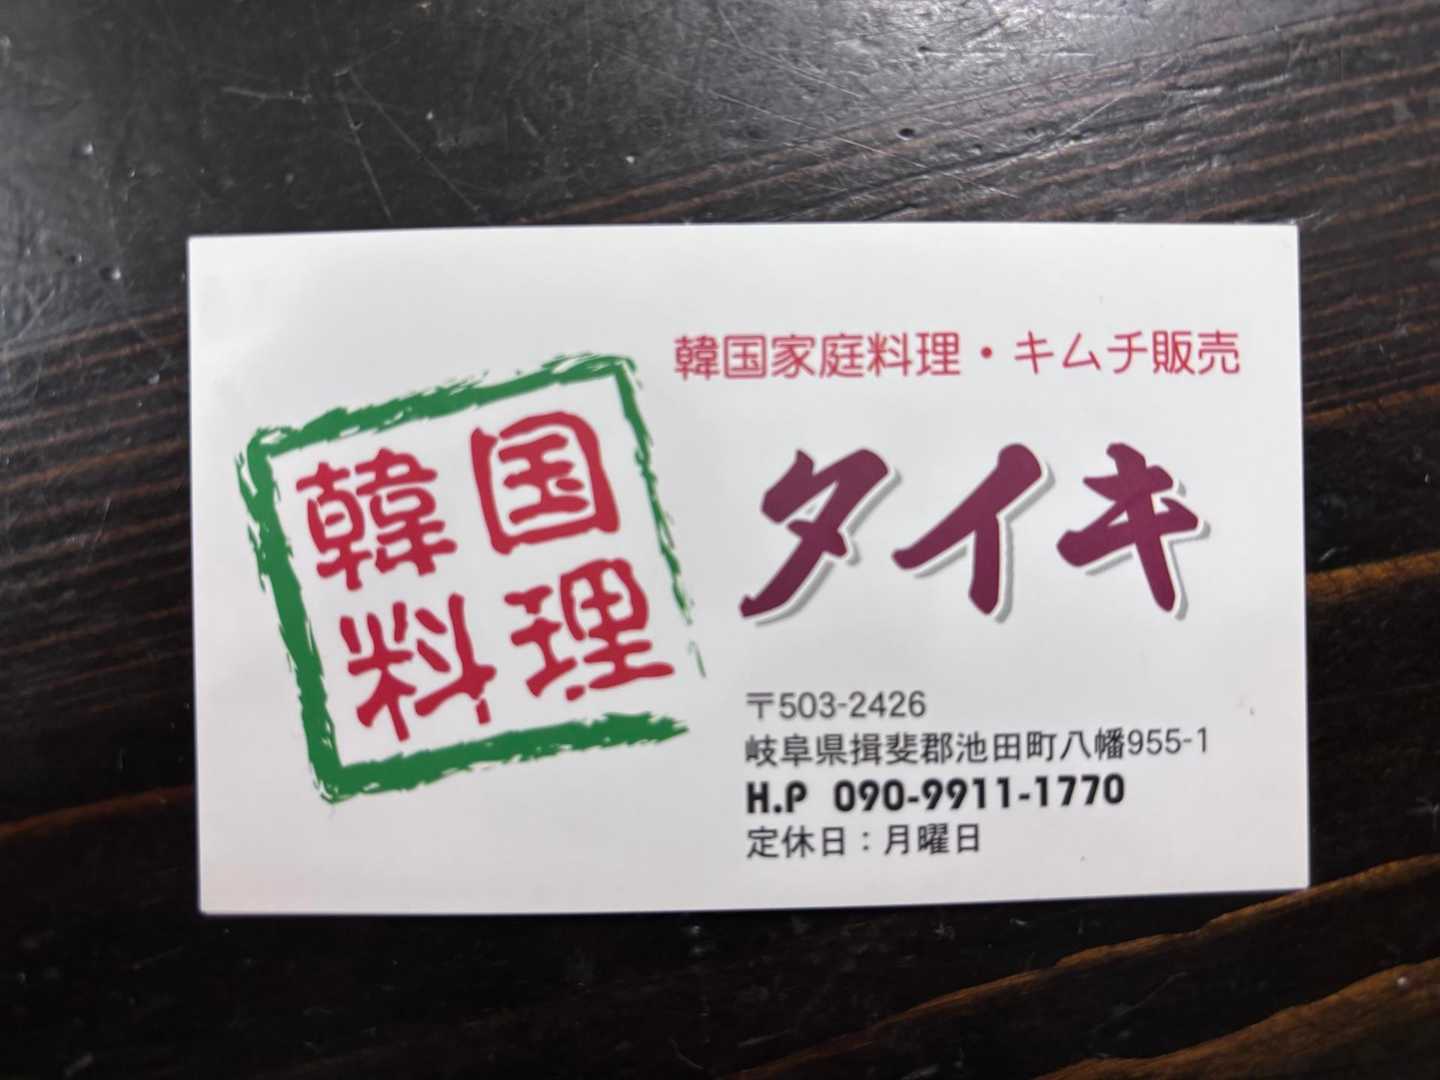 韓国
料理
韓国家庭料理・キムチ販売
タイキ
〒503-2426
岐阜県揖斐郡池田町八幡955-1
H.P 090-9911-1770
定休日：月曜日